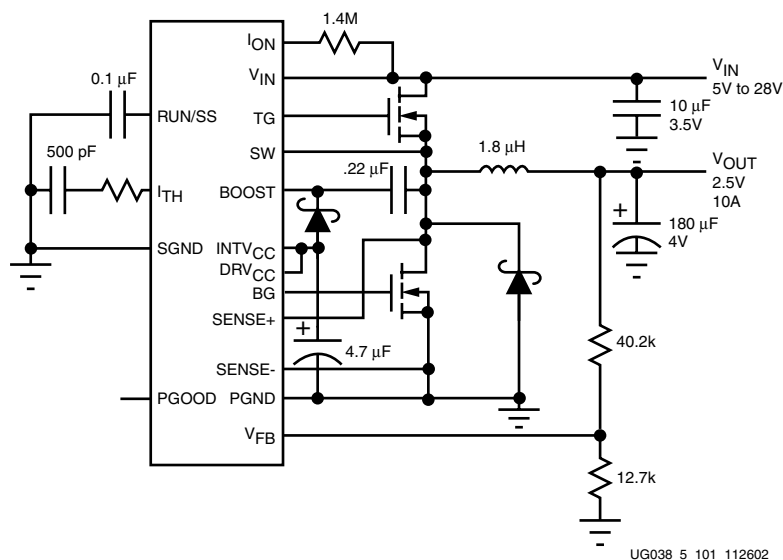 1.4M
I_ON
V_IN
V_IN
5V to 28V
0.1 µF
RUN/SS
TG
10 µF
3.5V
SW
1.8 µH
500 pF
I_TH
BOOST
.22 µF
V_OUT
2.5V
10A
+
180 µF
4V
SGND
INTV_CC
DRV_CC
BG
SENSE+
+
4.7 µF
40.2k
SENSE-
PGOOD
PGND
V_FB
12.7k
UG038_5_101_112602